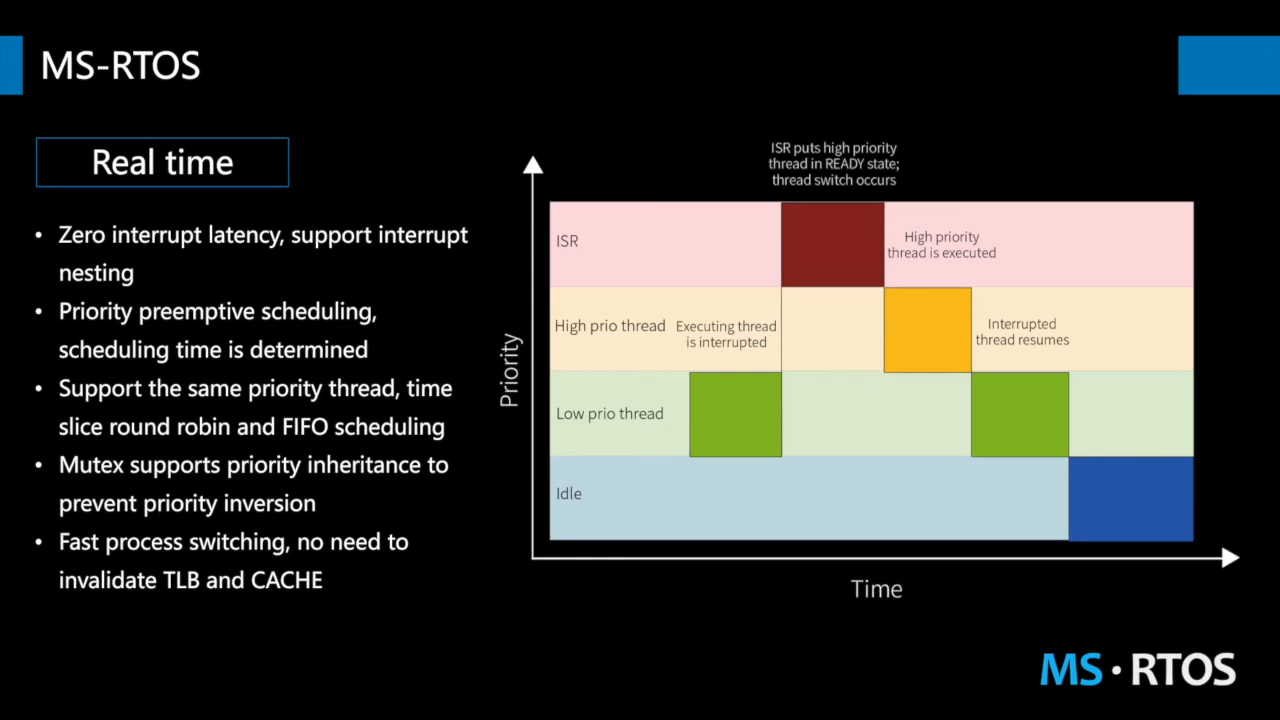 MS-RTOS
Real time
• Zero interrupt latency, support interrupt
nesting
• Priority preemptive scheduling,
scheduling time is determined
• Support the same priority thread, time
slice round robin and FIFO scheduling
• Mutex supports priority inheritance to
prevent priority inversion
• Fast process switching, no need to
invalidate TLB and CACHE
ISR puts high priority
thread in READY state;
thread switch occurs
ISR
High priority
thread is executed
High prio thread
Executing thread
is interrupted
Interrupted
thread resumes
Low prio thread
Idle
Priority
Time
MS·RTOS